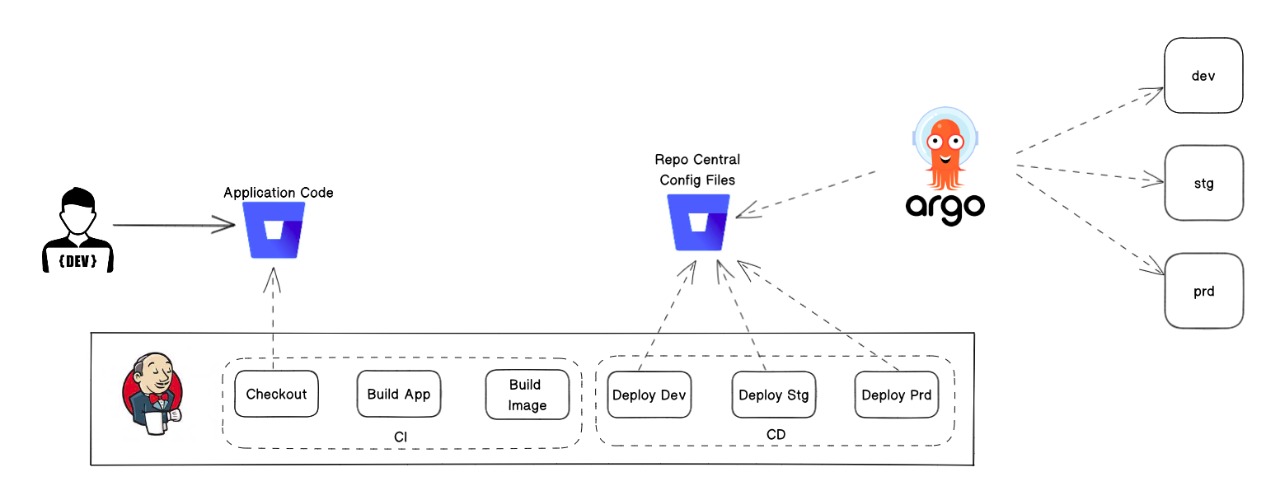 dev
Repo Central
Config Files
argo
stg
Application Code
{DEV}
prd
Checkout
Build App
Build
Image
CI
Deploy Dev
Deploy Stg
Deploy Prd
CD